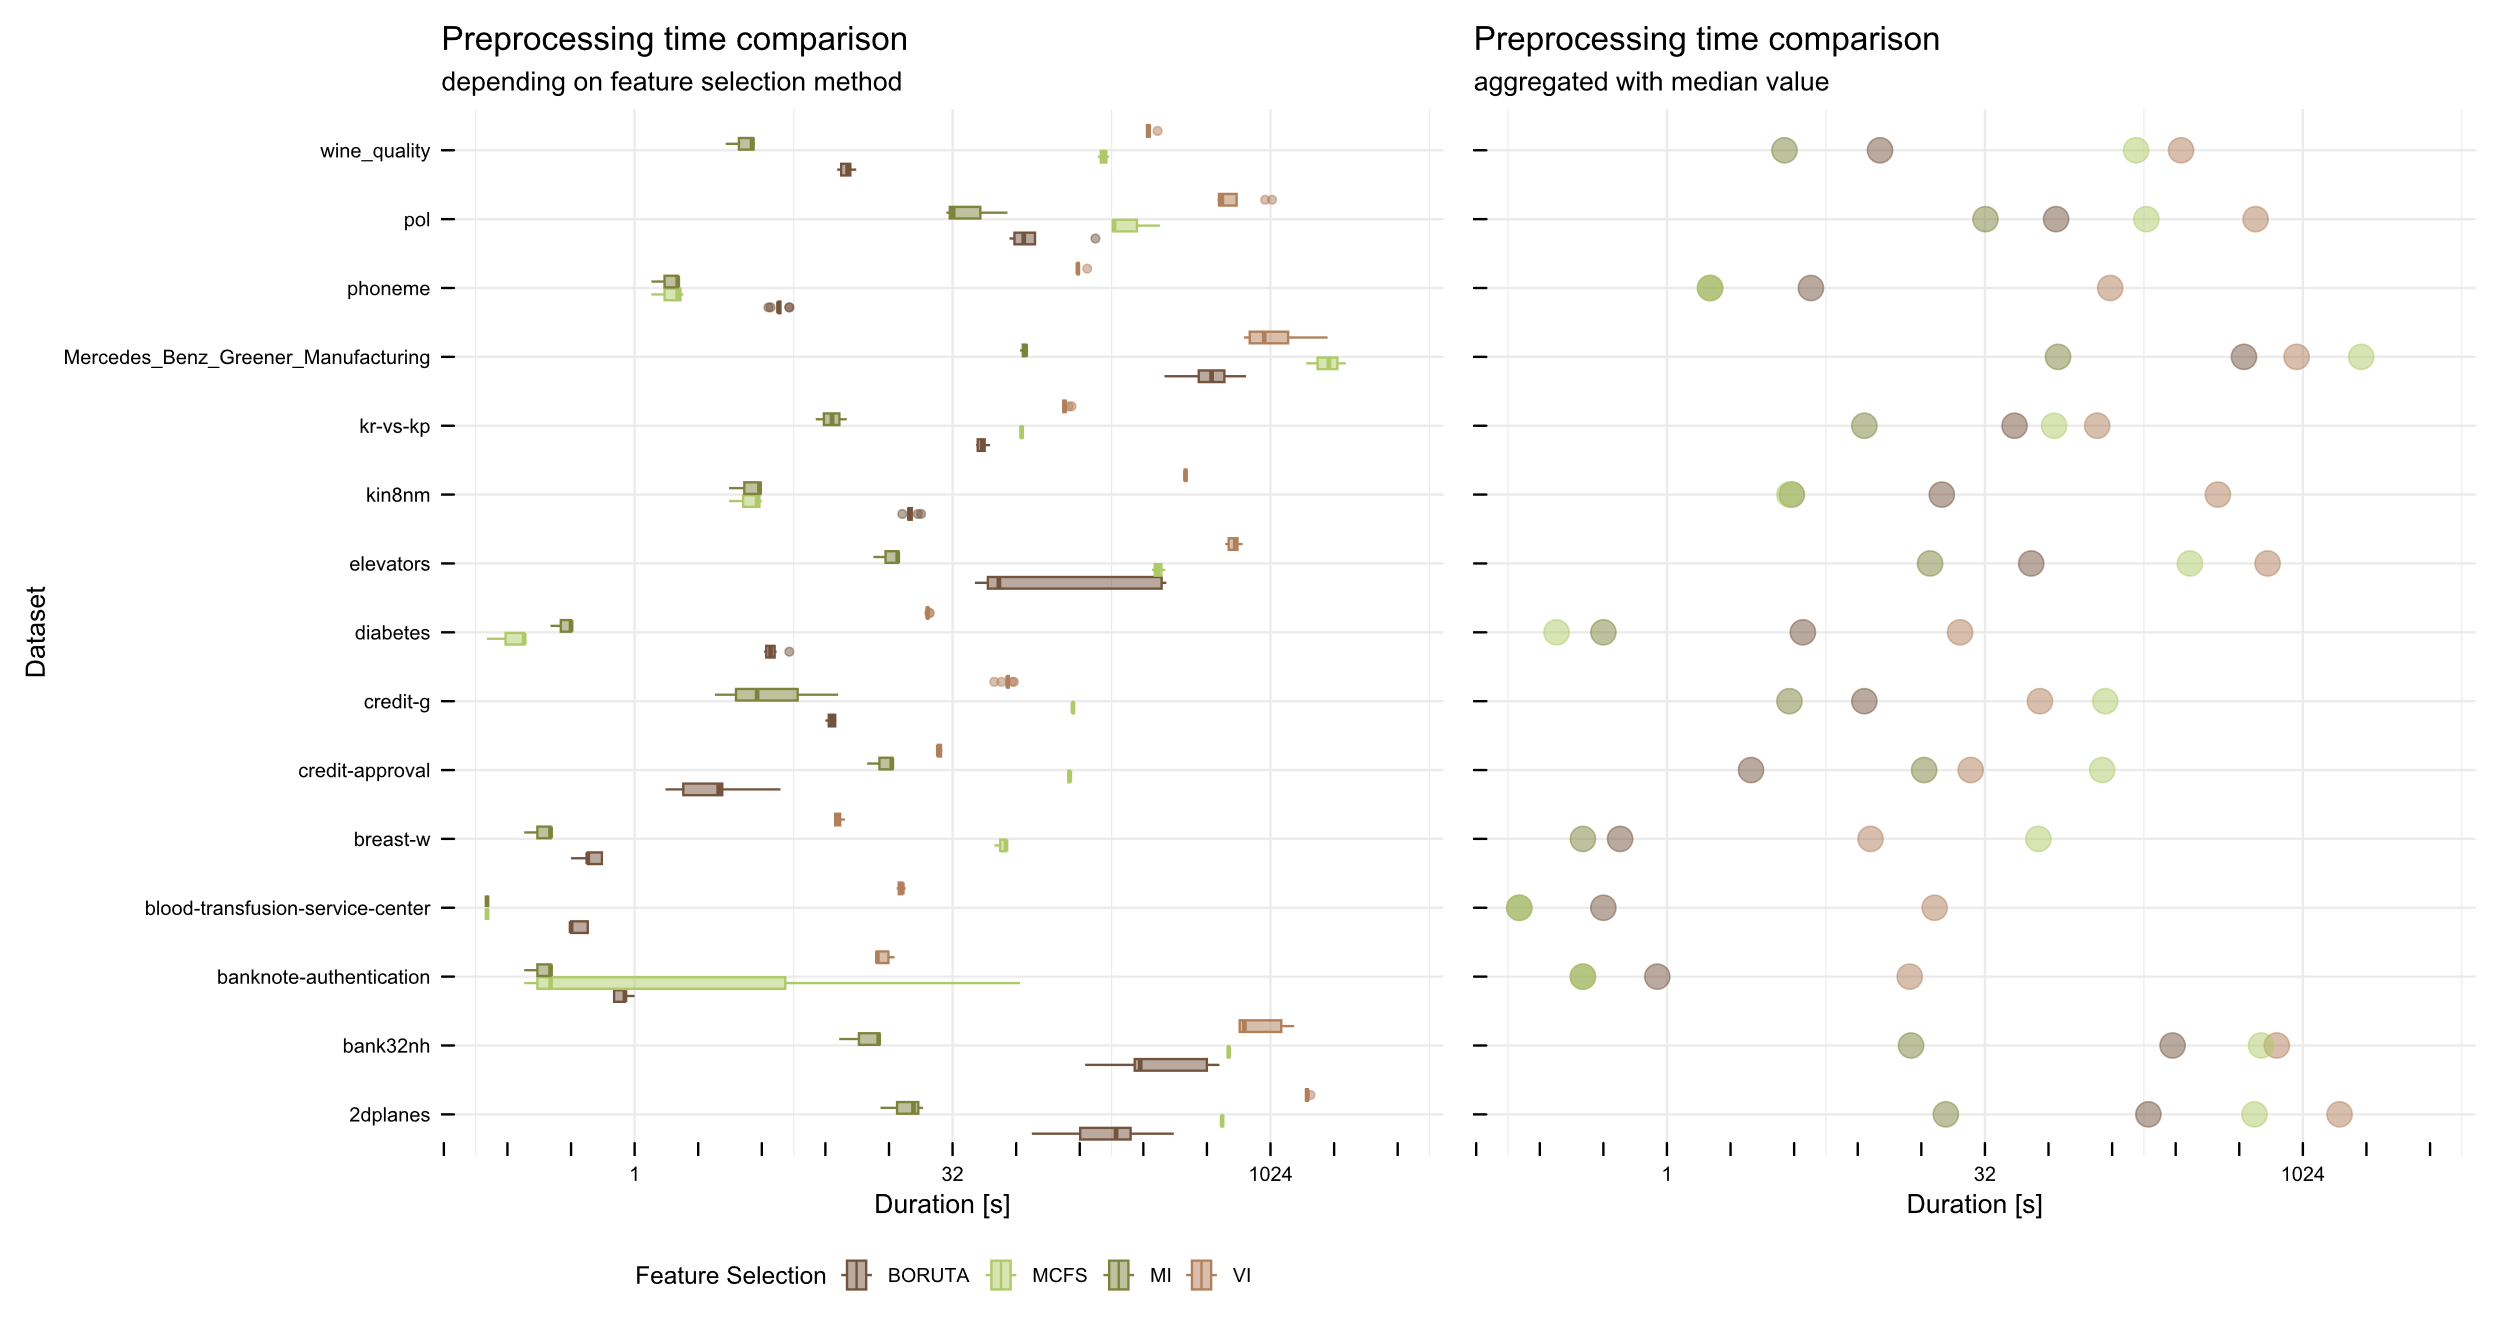 Preprocessing time comparison
depending on feature selection method
Preprocessing time comparison
aggregated with median value
Dataset
wine_quality
pol
phoneme
Mercedes_Benz_Greener_Manufacturing
kr-vs-kp
kin8nm
elevators
diabetes
credit-g
credit-approval
breast-w
blood-transfusion-service-center
banknote-authentication
bank32nh
2dplanes
1 32 1024
Duration [s]
1 32 1024
Duration [s]
Feature Selection BORUTA MCFS MI VI